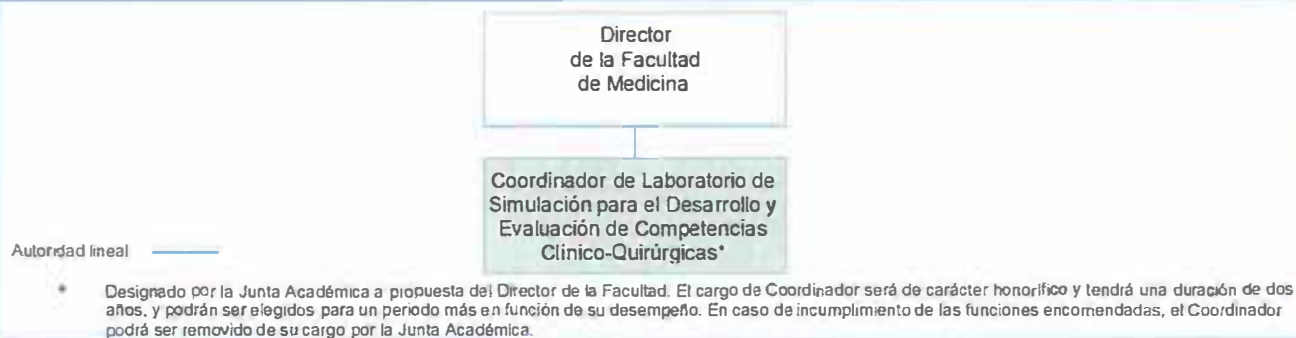 Director
de la Facultad
de Medicina
Coordinador de Laboratorio de
Simulación para el Desarrollo y
Evaluación de Competencias
Clínico-Quirúrgicas*
Autoridad lineal
* Designado por la Junta Académica a propuesta del Director de la Facultad. El cargo de Coordinador será de carácter honorífico y tendrá una duración de dos
años, y podrán ser elegidos para un periodo más en función de su desempeño. En caso de incumplimiento de las funciones encomendadas, el Coordinador
podrá ser removido de su cargo por la Junta Académica.